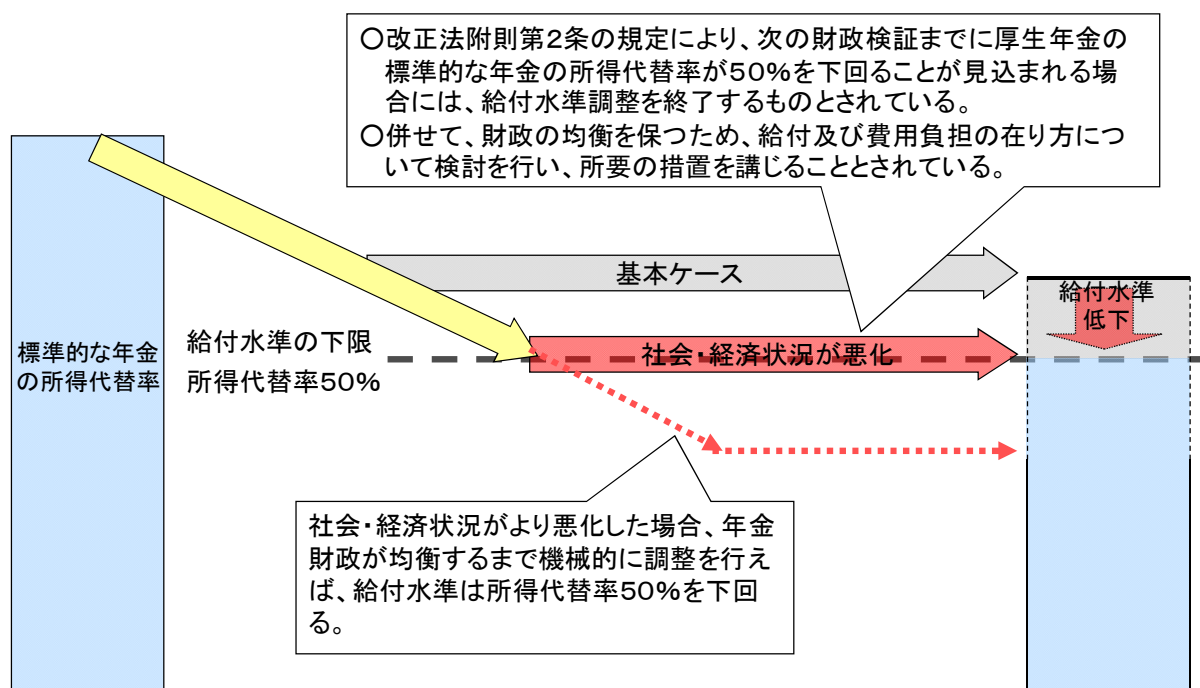 ○改正法附則第2条の規定により、次の財政検証までに厚生年金の
標準的な年金の所得代替率が50%を下回ることが見込まれる場
合には、給付水準調整を終了するものとされている。
○併せて、財政の均衡を保つため、給付及び費用負担の在り方につ
いて検討を行い、所要の措置を講じることとされている。
基本ケース
給付水準
低下
標準的な年金
の所得代替率
給付水準の下限
所得代替率50%
社会・経済状況が悪化
社会・経済状況がより悪化した場合、年金
財政が均衡するまで機械的に調整を行え
ば、給付水準は所得代替率50%を下回
る。